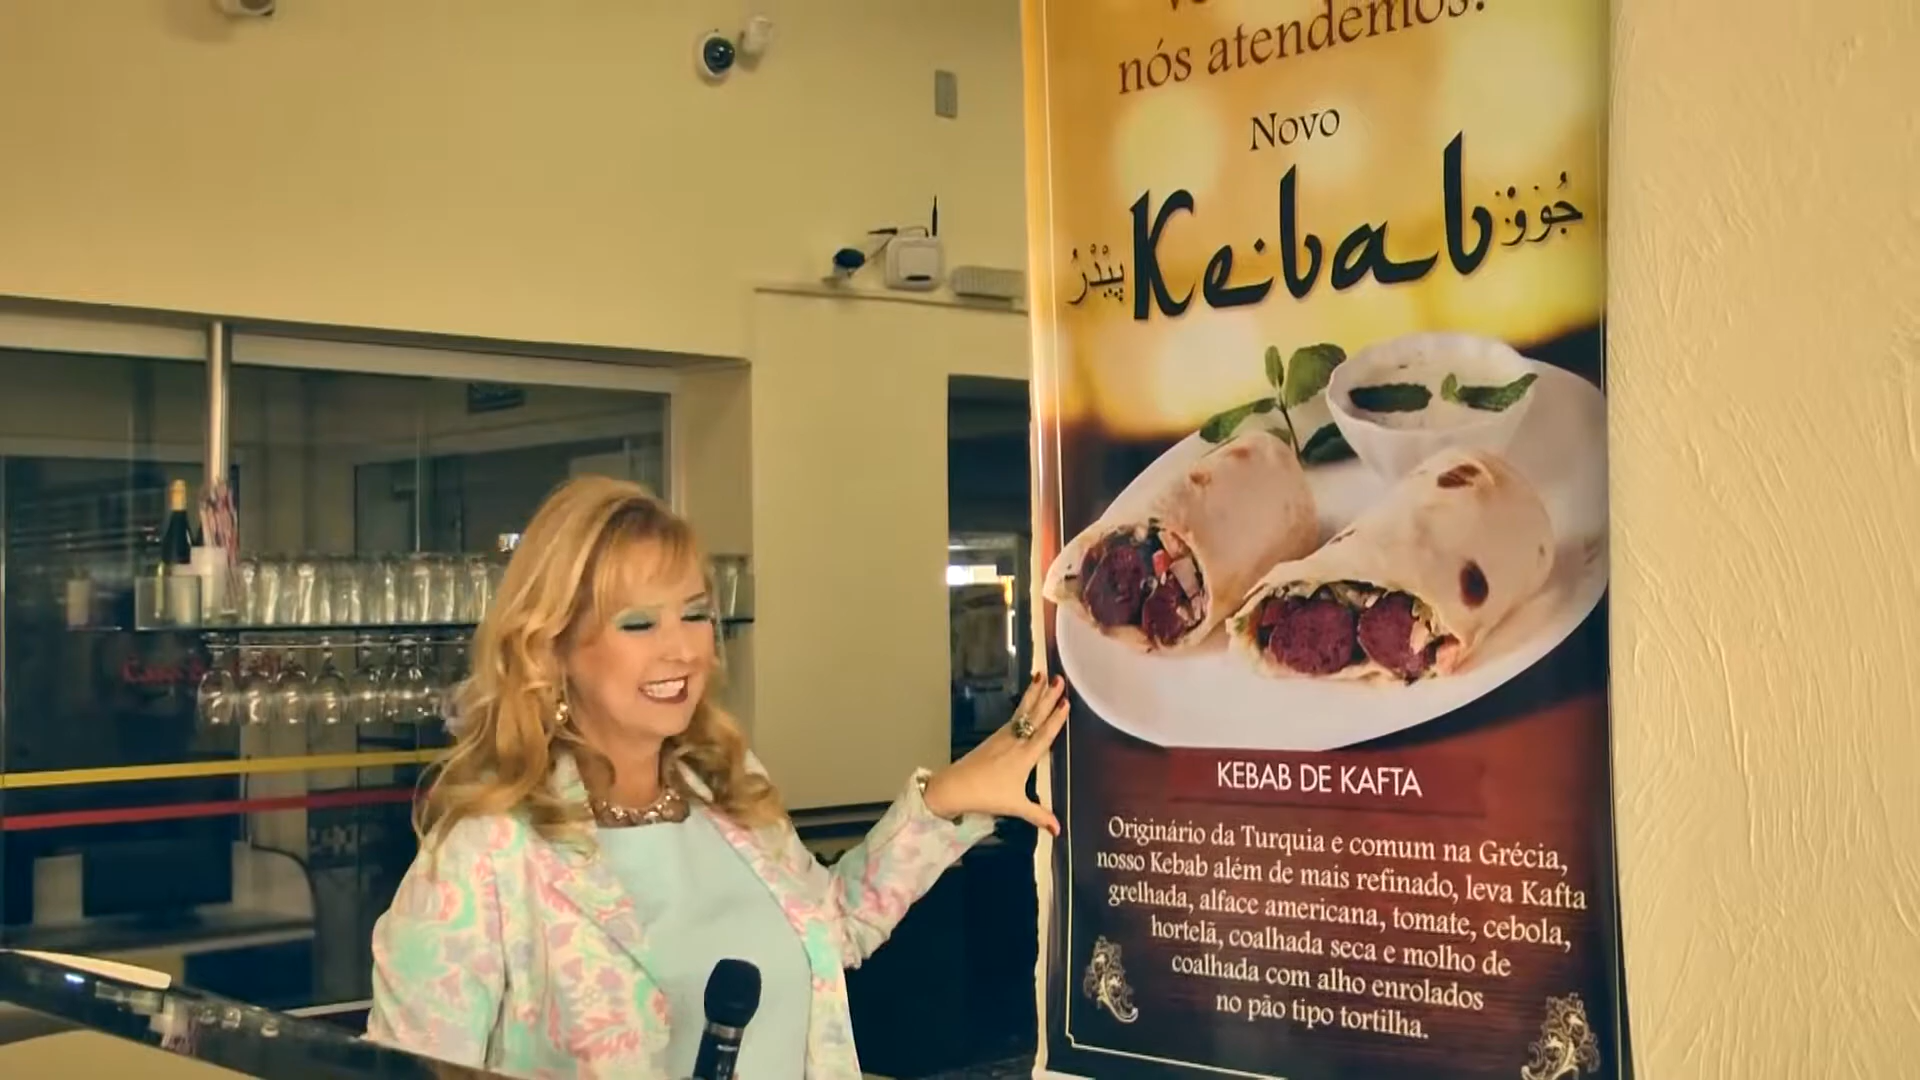 nós atendemos!
Novo
Kebab
KEBAB DE KAFTA
Originário da Turquia e comum na Grécia,
nosso Kebab além de mais refinado, leva Kafta
grelhada, alface americana, tomate, cebola,
hortelã, coalhada seca e molho de
coalhada com alho enrolados
no pão tipo tortilha.